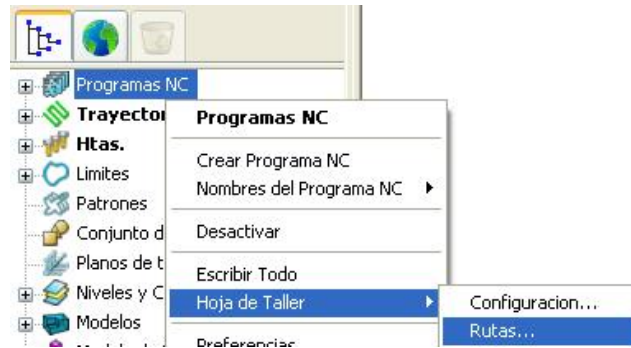 Programas NC
Trayector
Htas.
Limites
Patrones
Conjunto d
Planos de t
Niveles y C
Modelos
Programas NC
Crear Programa NC
Nombres del Programa NC
Desactivar
Escribir Todo
Hoja de Taller
Preferencias
Configuracion...
Rutas...